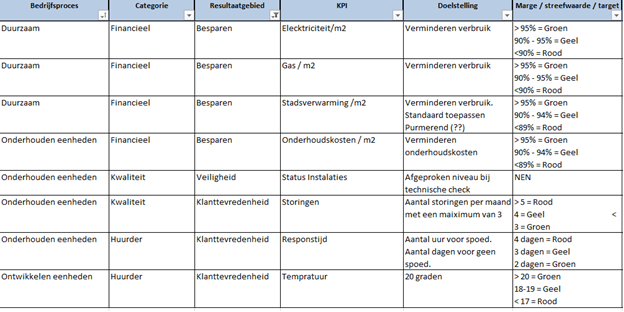 Bedrijfsproces Categorie Resultaatgebied KPI Doelstelling Marge / streefwaarde / target
Duurzaam Financieel Besparen Elecktriciteit/m2 Verminderen verbruik > 95% = Groen
90% - 95% = Geel
<90% = Rood
Duurzaam Financieel Besparen Gas / m2 Verminderen verbruik > 95% = Groen
90% - 95% = Geel
<90% = Rood
Duurzaam Financieel Besparen Stadsverwarming /m2 Verminderen verbruik. > 95% = Groen
Standaard toepassen 90% - 94% = Geel
Purmerend (??) <89% = Rood
Onderhouden eenheden Financieel Besparen Onderhoudskosten / m2 Verminderen > 95% = Groen
onderhoudskosten 90% - 94% = Geel
<89% = Rood
Onderhouden eenheden Kwaliteit Veiligheid Status Instalaties Afgeproken niveau bij NEN
technische check
Onderhouden eenheden Kwaliteit Klanttevredenheid Storingen Aantal storingen per maand > 5 = Rood
met een maiximum van 3 4 = Geel <
3 = Groen
Onderhouden eenheden Huurder Klanttevredenheid Responstijd Aantal uur voor spoed. 4 dagen = Rood
Aantal dagen voor geen 3 dagen = Geel
spoed. 2 dagen = Groen
Ontwikkelen eenheden Huurder Klanttevredenheid Tempratuur 20 graden > 20 = Groen
18-19 = Geel
< 17 = Rood